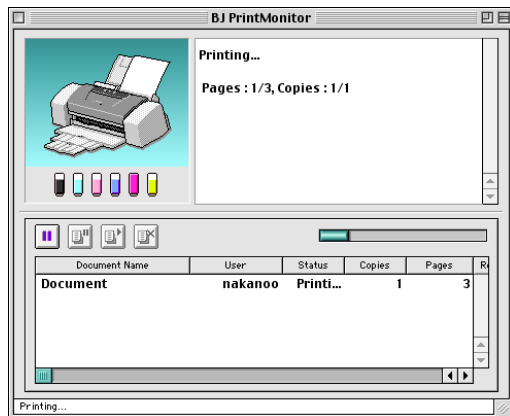 BJ PrintMonitor
Printing...
Pages : 1/3, Copies : 1/1
Document Name User Status Copies Pages Re
Document nakanoo Printi... 1 3
Printing...